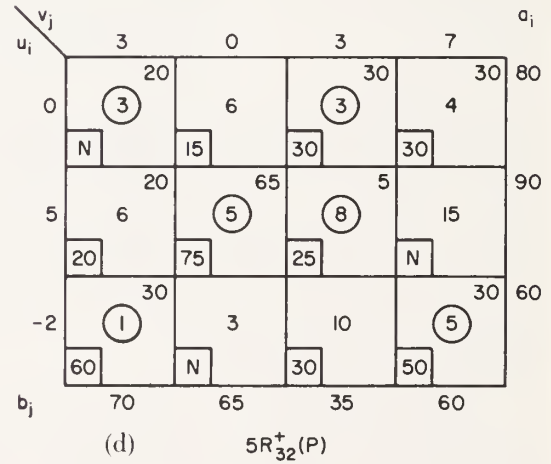 v_j
u_i 3 0 3 7 a_i
20 30 30 80
0 3 6 3 4
N 15 30 30
20 65 5 90
5 6 5 8 15
20 75 25 N
30 30 60
-2 1 3 10 5
60 N 30 50
b_j 70 65 35 60
(d) 5R^+_{32}(P)